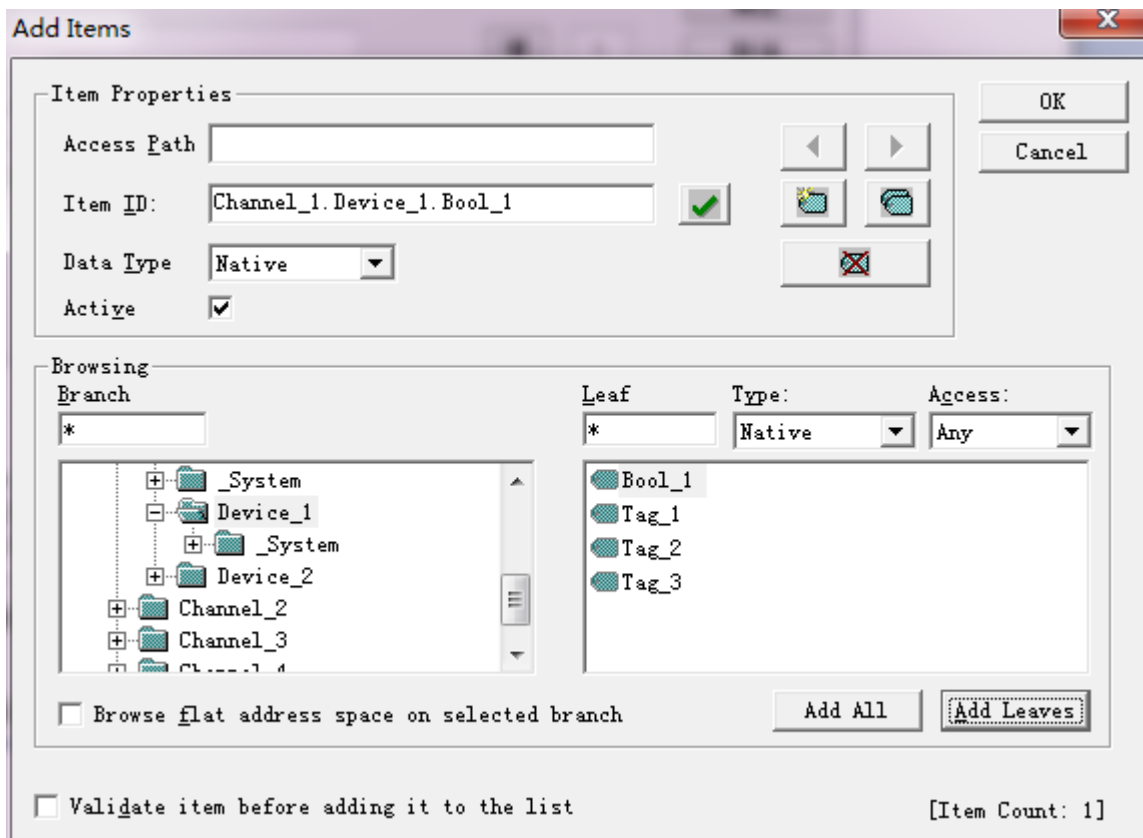 Add Items
Item Properties
OK
Access Path
Cancel
Item ID:
Channel_1.Device_1.Bool_1
Data Type
Native
Active
Browsing
Branch
Leaf
Type:
Access:
*
*
Native
Any
_System
Device_1
_System
Device_2
Channel_2
Channel_3
Bool_1
Tag_1
Tag_2
Tag_3
Browse flat address space on selected branch
Add All
Add Leaves
Validate item before adding it to the list
[Item Count: 1]